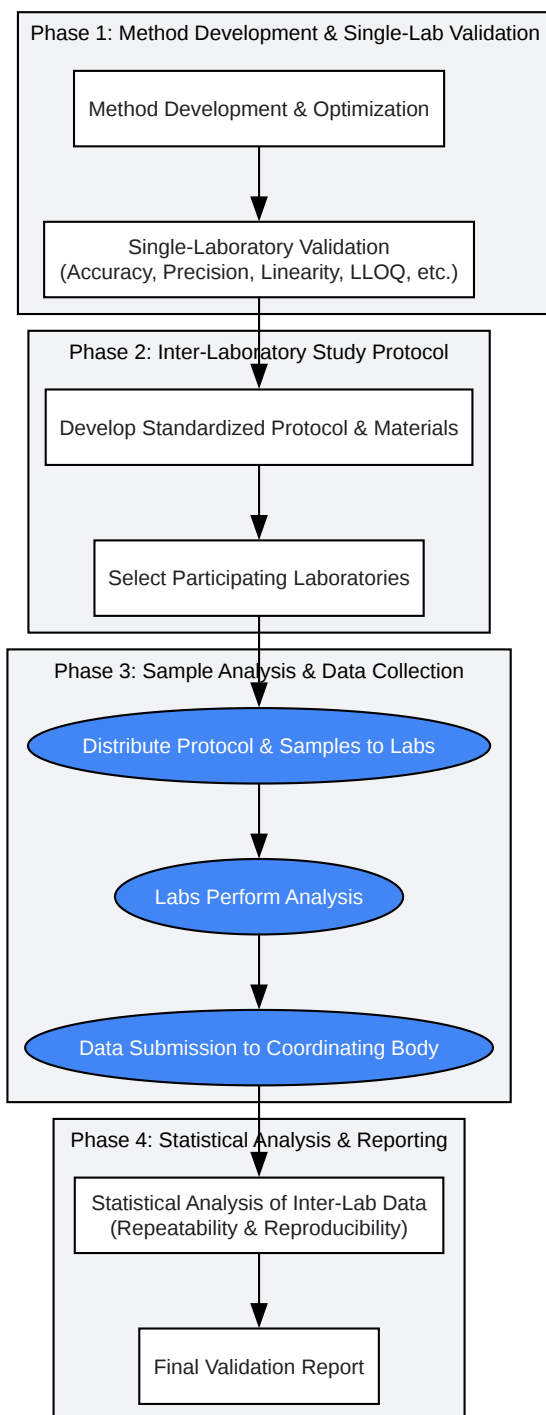 Phase 1: Method Development & Single-Lab Validation
Method Development & Optimization
Single-Laboratory Validation
(Accuracy, Precision, Linearity, LLOQ, etc.)
Phase 2: Inter-Laboratory Study Protocol
Develop Standardized Protocol & Materials
Select Participating Laboratories
Phase 3: Sample Analysis & Data Collection
Distribute Protocol & Samples to Labs
Labs Perform Analysis
Data Submission to Coordinating Body
Phase 4: Statistical Analysis & Reporting
Statistical Analysis of Inter-Lab Data
(Repeatability & Reproducibility)
Final Validation Report